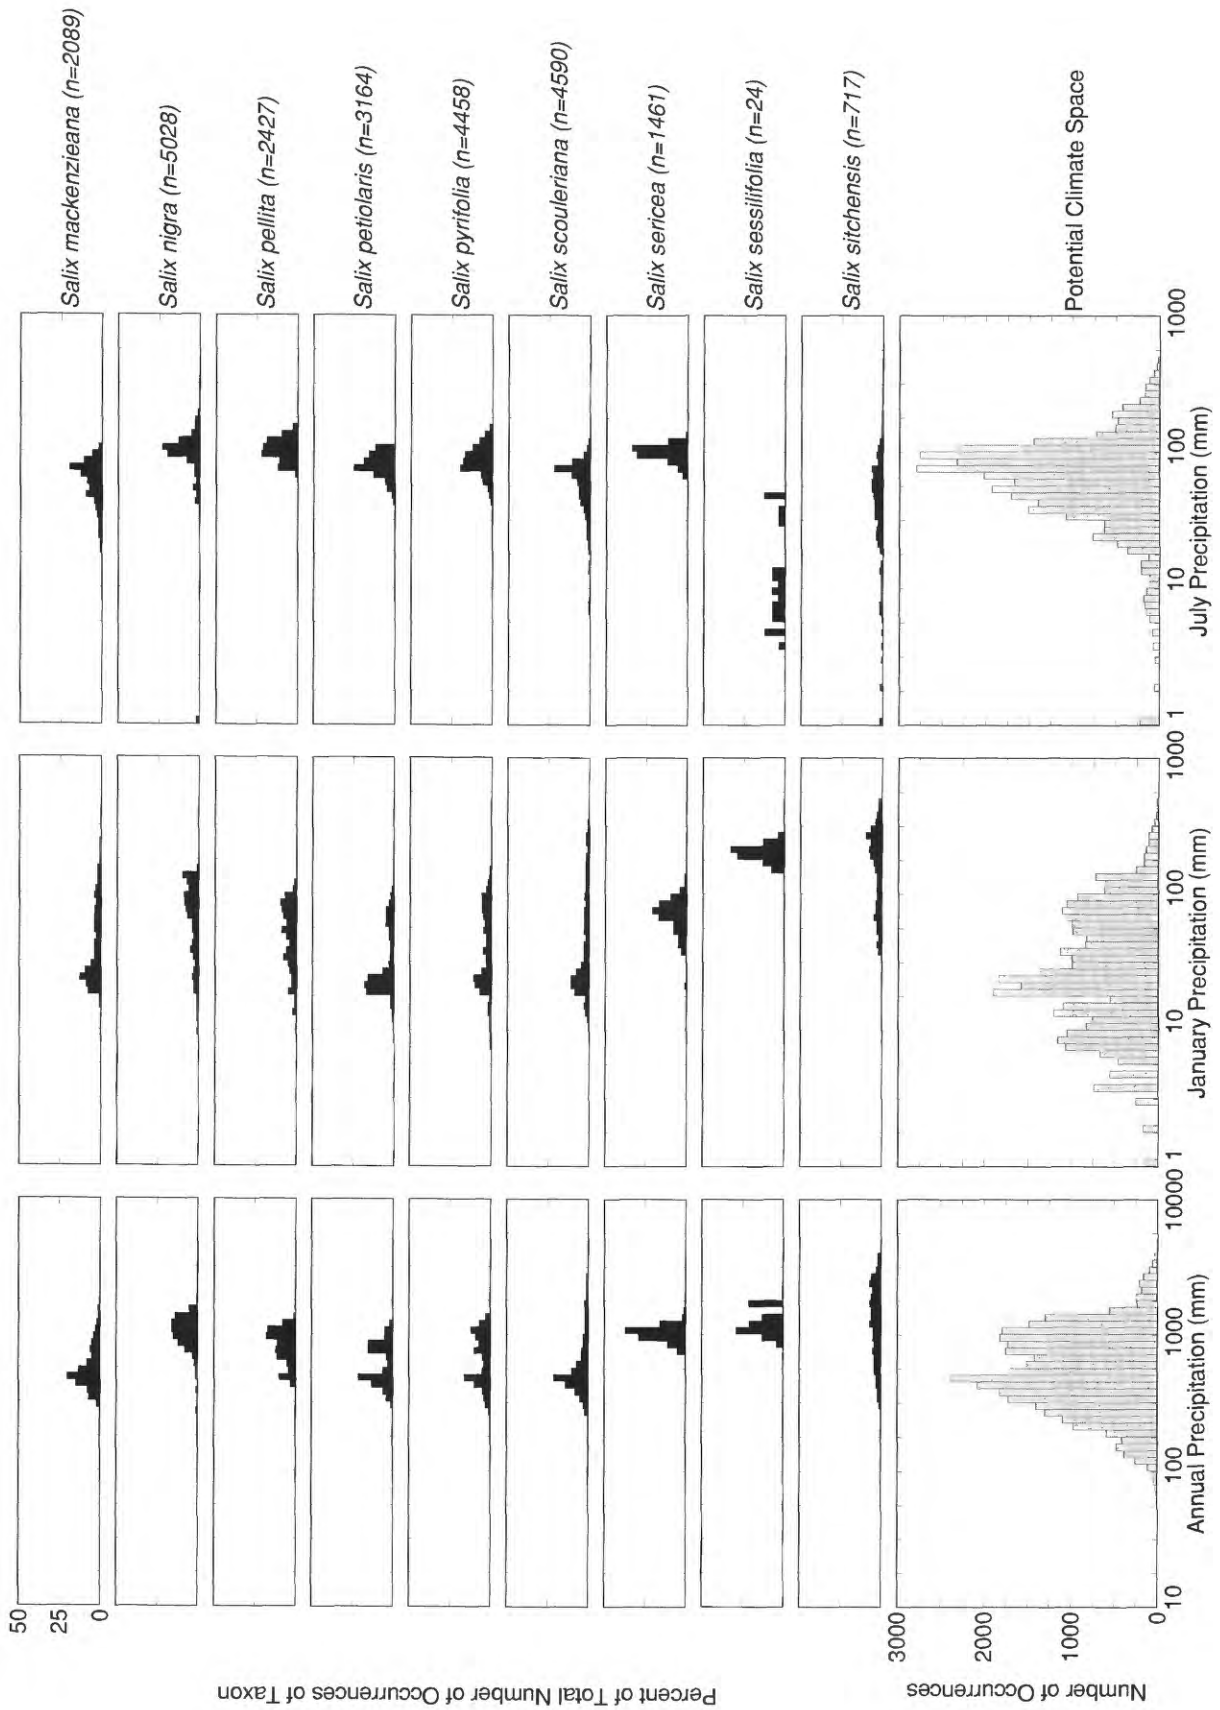 50
25
0
Percent of Total Number of Occurrences of Taxon
Salix mackenzieana (n=2089)
Salix nigra (n=5028)
Salix pellita (n=2427)
Salix petiolaris (n=3164)
Salix pyrifolia (n=4458)
Salix scouleriana (n=4590)
Salix sericea (n=1461)
Salix sessilifolia (n=24)
Salix sitchensis (n=717)
Potential Climate Space
Number of Occurrences
3000
2000
1000
0
10 100 1000 10000
Annual Precipitation (mm)
1 10 100 1000
January Precipitation (mm)
1 10 100 1000
July Precipitation (mm)